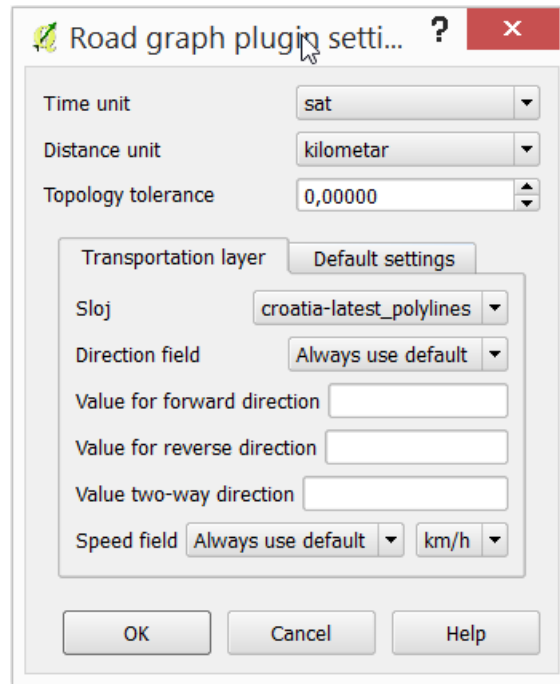 Road graph plugin setti... ?
Time unit sat
Distance unit kilometar
Topology tolerance 0,00000
Transportation layer Default settings
Sloj croatia-latest_polylines
Direction field Always use default
Value for forward direction
Value for reverse direction
Value two-way direction
Speed field Always use default km/h
OK Cancel Help